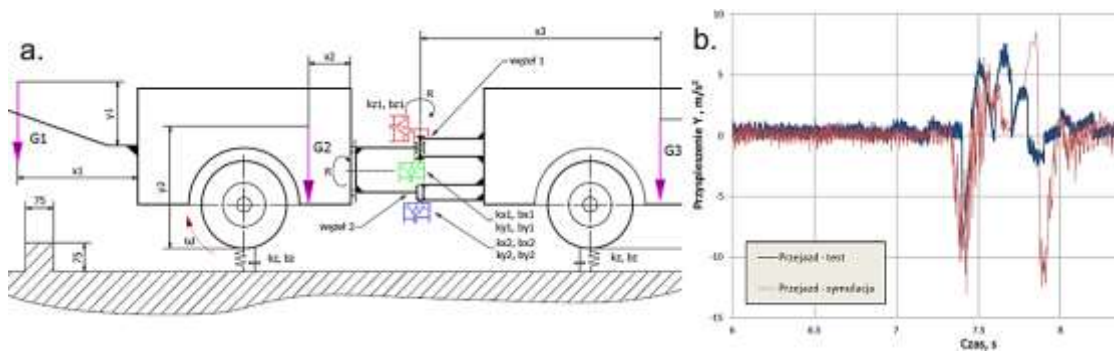 a.
x3
x2
y1
węzeł 1
kz1, bz1
R
G1
G2
G3
x1
y2
R
75
75
ω
węzeł 2
kx1, bx1
ky1, by1
kx2, bx2
ky2, by2
kz, bz
kz, bz
b.
Przyspieszenie Y, m/s²
10
5
0
-5
-10
-15
Przejazd - test
Przejazd - symulacja
6
6.5
7
7.5
8
Czas, s